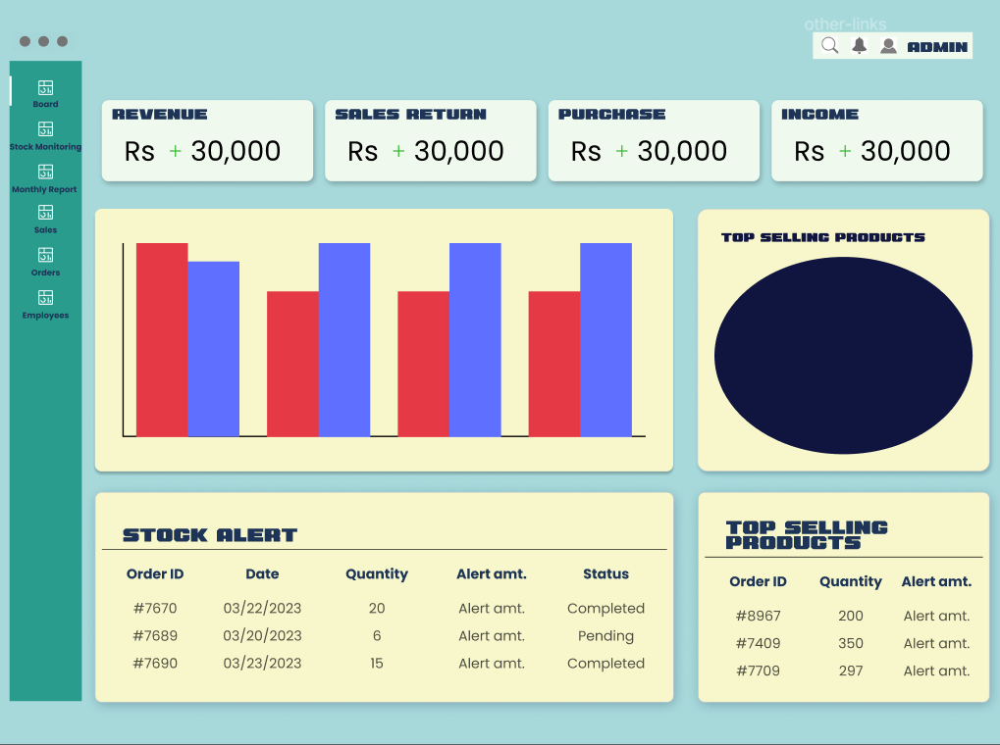 other-links
ADMIN
Board
Stock Monitoring
Monthly Report
Sales
Orders
Employees
REVENUE
Rs + 30,000
SALES RETURN
Rs + 30,000
PURCHASE
Rs + 30,000
INCOME
Rs + 30,000
TOP SELLING PRODUCTS
STOCK ALERT
Order ID Date Quantity Alert amt. Status
#7670 03/22/2023 20 Alert amt. Completed
#7689 03/20/2023 6 Alert amt. Pending
#7690 03/23/2023 15 Alert amt. Completed
TOP SELLING
PRODUCTS
Order ID Quantity Alert amt.
#8967 200 Alert amt.
#7409 350 Alert amt.
#7709 297 Alert amt.